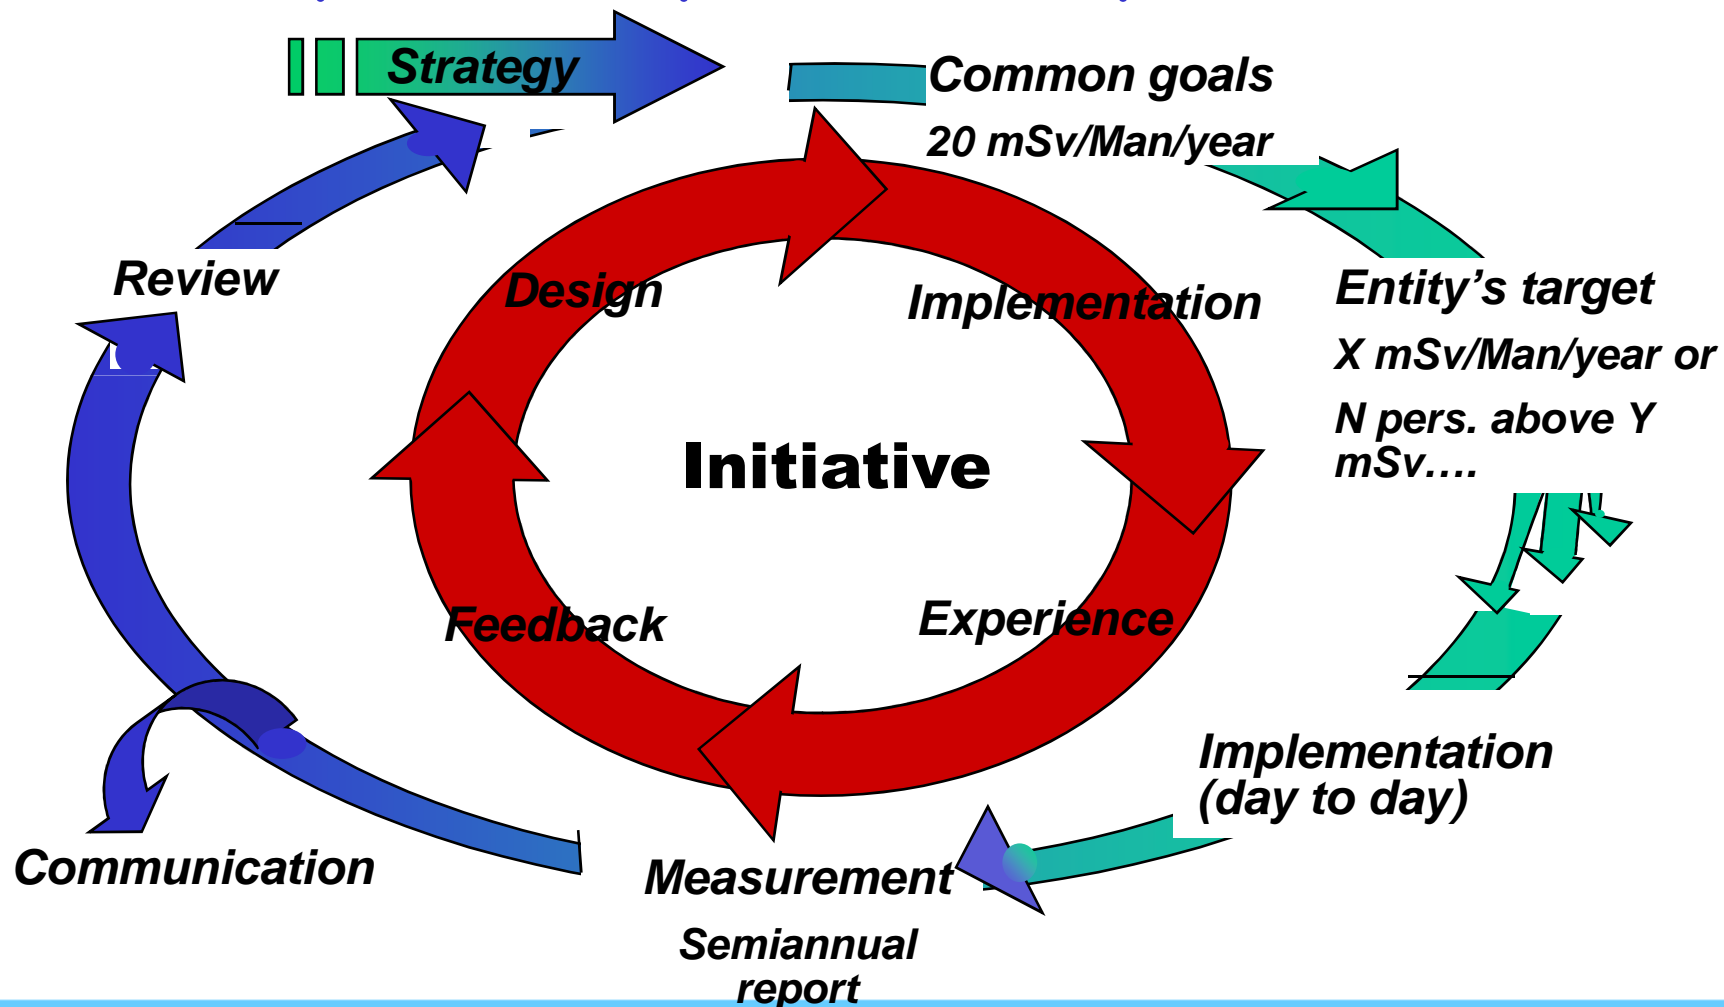 Strategy
Common goals
20 mSv/Man/year
Review
Design
Implementation
Entity’s target
X mSv/Man/year or
N pers. above Y
mSv….
Initiative
Feedback
Experience
Implementation
(day to day)
Communication
Measurement
Semiannual
report